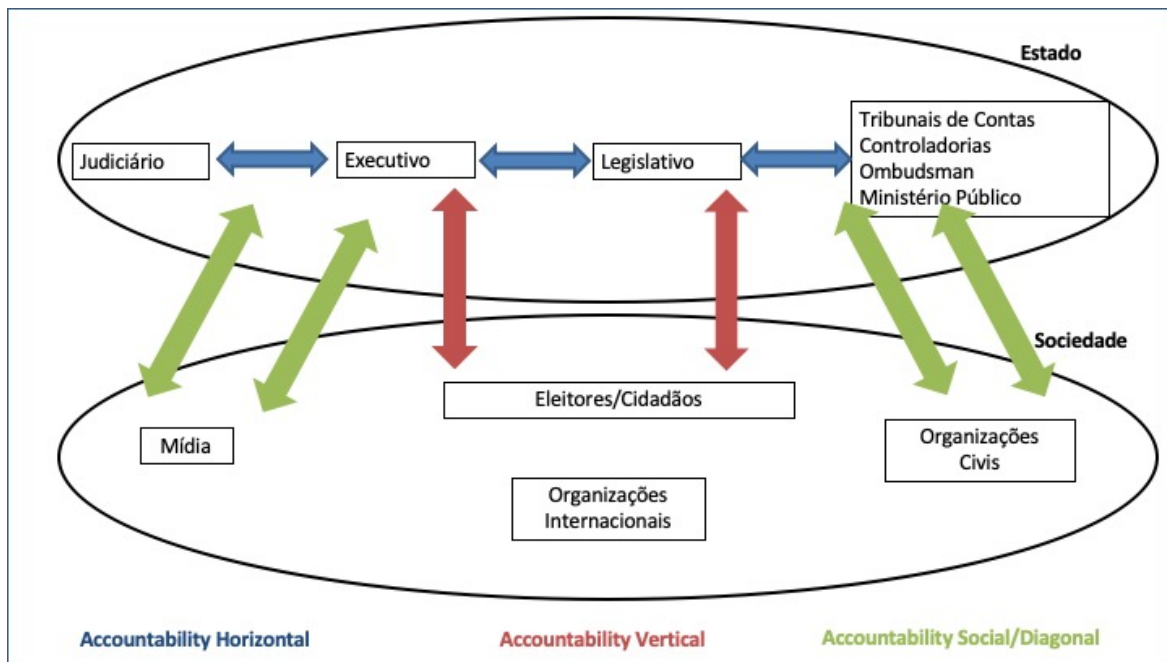 Estado
Judiciário
Executivo
Legislativo
Tribunais de Contas
Controladorias
Ombudsman
Ministério Público
Sociedade
Eleitores/Cidadãos
Mídia
Organizações
Civis
Organizações
Internacionais
Accountability Horizontal
Accountability Vertical
Accountability Social/Diagonal